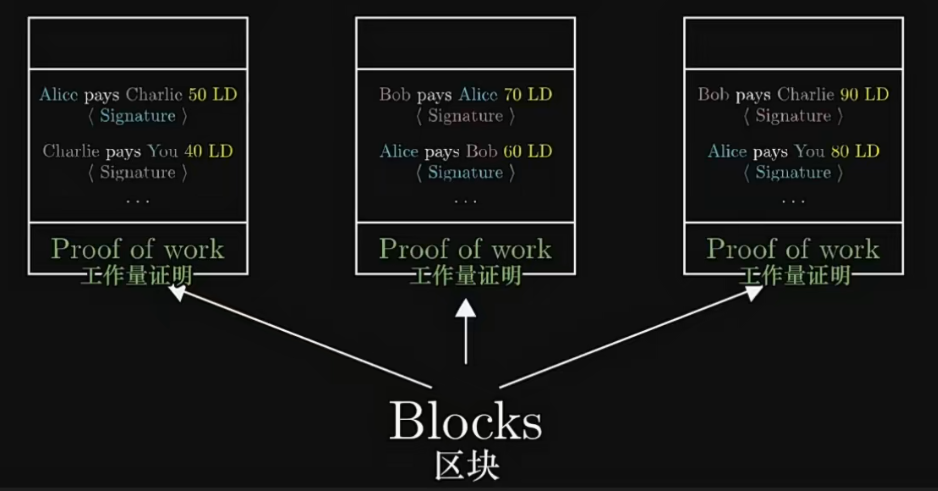 Alice pays Charlie 50 LD
⟨ Signature ⟩
Charlie pays You 40 LD
⟨ Signature ⟩
...
Proof of work
工作量证明
Bob pays Alice 70 LD
⟨ Signature ⟩
Alice pays Bob 60 LD
⟨ Signature ⟩
...
Proof of work
工作量证明
Bob pays Charlie 90 LD
⟨ Signature ⟩
Alice pays You 80 LD
⟨ Signature ⟩
...
Proof of work
工作量证明
Blocks
区块